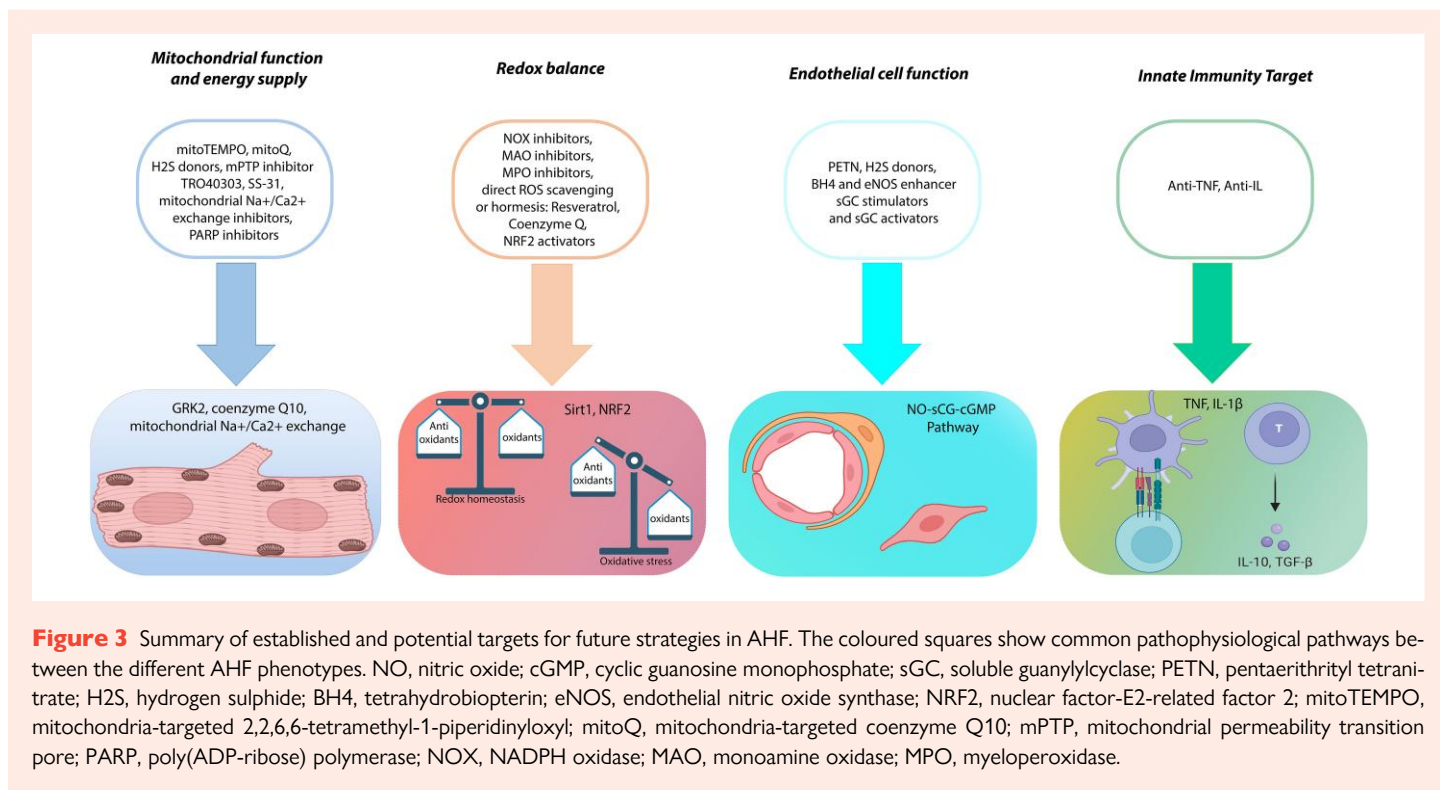 Mitochondrial function
and energy supply
mitoTEMPO, mitoQ,
H2S donors, mPTP inhibitor
TRO40303, SS-31,
mitochondrial Na+/Ca2+
exchange inhibitors,
PARP inhibitors
GRK2, coenzyme Q10,
mitochondrial Na+/Ca2+ exchange
Redox balance
NOX inhibitors,
MAO inhibitors,
MPO inhibitors,
direct ROS scavenging
or hormesis: Resveratrol,
Coenzyme Q,
NRF2 activators
Sirt1, NRF2
Anti
oxidants
oxidants
Redox homeostasis
Anti
oxidants
oxidants
Oxidative stress
Endothelial cell function
PETN, H2S donors,
BH4 and eNOS enhancer
sGC stimulators
and sGC activators
NO-sCG-cGMP
Pathway
Innate Immunity Target
Anti-TNF, Anti-IL
TNF, IL-1β
T
IL-10, TGF-β
Figure 3 Summary of established and potential targets for future strategies in AHF. The coloured squares show common pathophysiological pathways be-
tween the different AHF phenotypes. NO, nitric oxide; cGMP, cyclic guanosine monophosphate; sGC, soluble guanylylcyclase; PETN, pentaerithrityl tetrani-
trate; H2S, hydrogen sulphide; BH4, tetrahydrobiopterin; eNOS, endothelial nitric oxide synthase; NRF2, nuclear factor-E2-related factor 2; mitoTEMPO,
mitochondria-targeted 2,2,6,6-tetramethyl-1-piperidinyloxyl; mitoQ, mitochondria-targeted coenzyme Q10; mPTP, mitochondrial permeability transition
pore; PARP, poly(ADP-ribose) polymerase; NOX, NADPH oxidase; MAO, monoamine oxidase; MPO, myeloperoxidase.